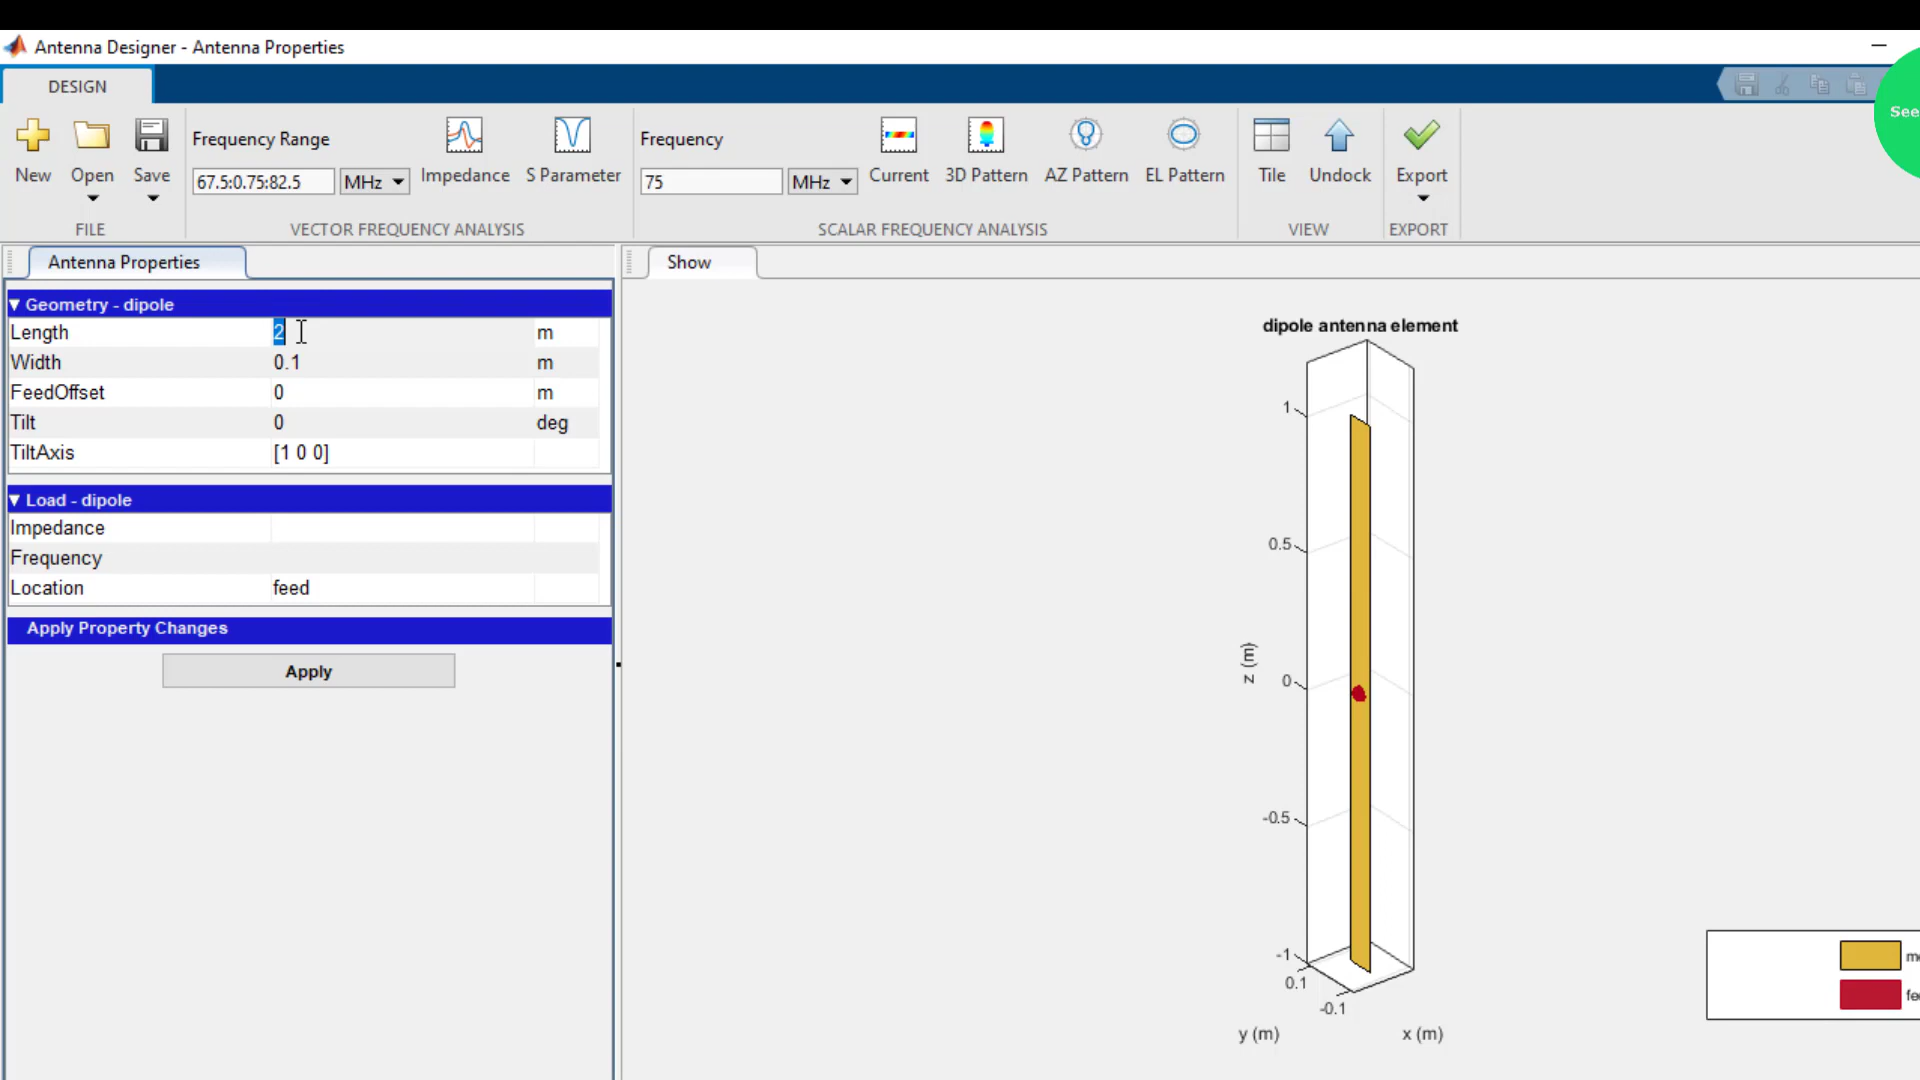 Antenna Designer - Antenna Properties
DESIGN
See
New
Open
Save
Frequency Range
67.5:0.75:82.5
MHz
Impedance
S Parameter
Frequency
75
MHz
Current
3D Pattern
AZ Pattern
EL Pattern
Tile
Undock
Export
FILE
VECTOR FREQUENCY ANALYSIS
SCALAR FREQUENCY ANALYSIS
VIEW
EXPORT
Antenna Properties
Show
Geometry - dipole
Length 2 m
Width 0.1 m
FeedOffset 0 m
Tilt 0 deg
TiltAxis [1 0 0]
Load - dipole
Impedance
Frequency
Location feed
Apply Property Changes
Apply
dipole antenna element
1
0.5
0
-0.5
-1
z (m)
0.1
-0.1
y (m)
x (m)